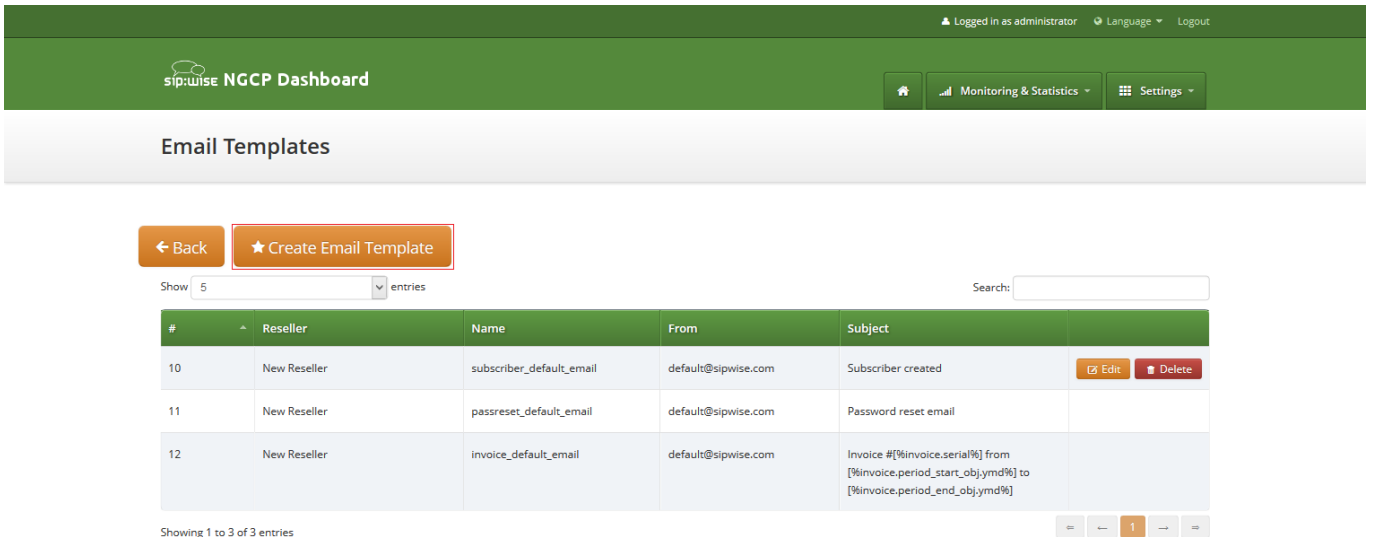 Logged in as administrator Language Logout
sip:wise NGCP Dashboard
Monitoring & Statistics Settings
Email Templates
Back Create Email Template
Show 5 entries Search:
# Reseller Name From Subject
10 New Reseller subscriber_default_email default@sipwise.com Subscriber created Edit Delete
11 New Reseller passreset_default_email default@sipwise.com Password reset email
12 New Reseller invoice_default_email default@sipwise.com Invoice #[%invoice.serial%] from
[%invoice.period_start_obj.ymd%] to
[%invoice.period_end_obj.ymd%]
Showing 1 to 3 of 3 entries ⇐ ← 1 → ⇒